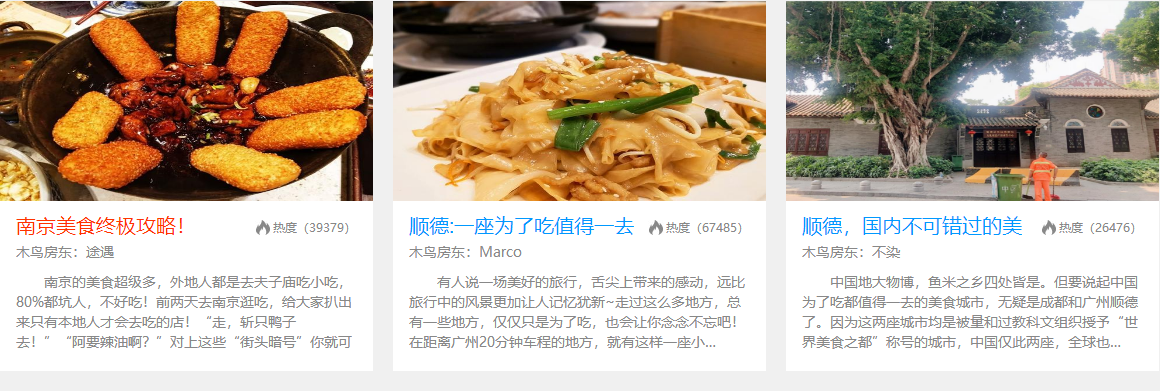 南京美食终极攻略！
热度（39379）
木鸟房东：途遇
南京的美食超级多，外地人都是去夫子庙吃小吃，
80%都坑人，不好吃！前两天去南京逛吃，给大家扒出
来只有本地人才会去吃的店！“走，斩只鸭子
去！”“阿要辣油啊？”对上这些“街头暗号”你就可
顺德:一座为了吃值得一去
热度（67485）
木鸟房东：Marco
有人说一场美好的旅行，舌尖上带来的感动，远比
旅行中的风景更加让人记忆犹新~走过这么多地方，总
有一些地方，仅仅只是为了吃，也会让你念念不忘吧！
在距离广州20分钟车程的地方，就有这样一座小...
顺德，国内不可错过的美
热度（26476）
木鸟房东：不染
中国地大物博，鱼米之乡四处皆是。但要说起中国
为了吃都值得一去的美食城市，无疑是成都和广州顺德
了。因为这两座城市均是被量和过教科文组织授予“世
界美食之都”称号的城市，中国仅此两座，全球也...